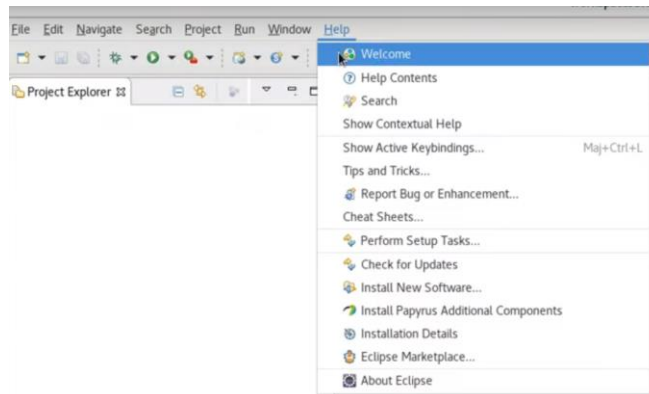 File Edit Navigate Search Project Run Window Help
Project Explorer
Welcome
Help Contents
Search
Show Contextual Help
Show Active Keybindings... Maj+Ctrl+L
Tips and Tricks...
Report Bug or Enhancement...
Cheat Sheets...
Perform Setup Tasks...
Check for Updates
Install New Software...
Install Papyrus Additional Components
Installation Details
Eclipse Marketplace...
About Eclipse